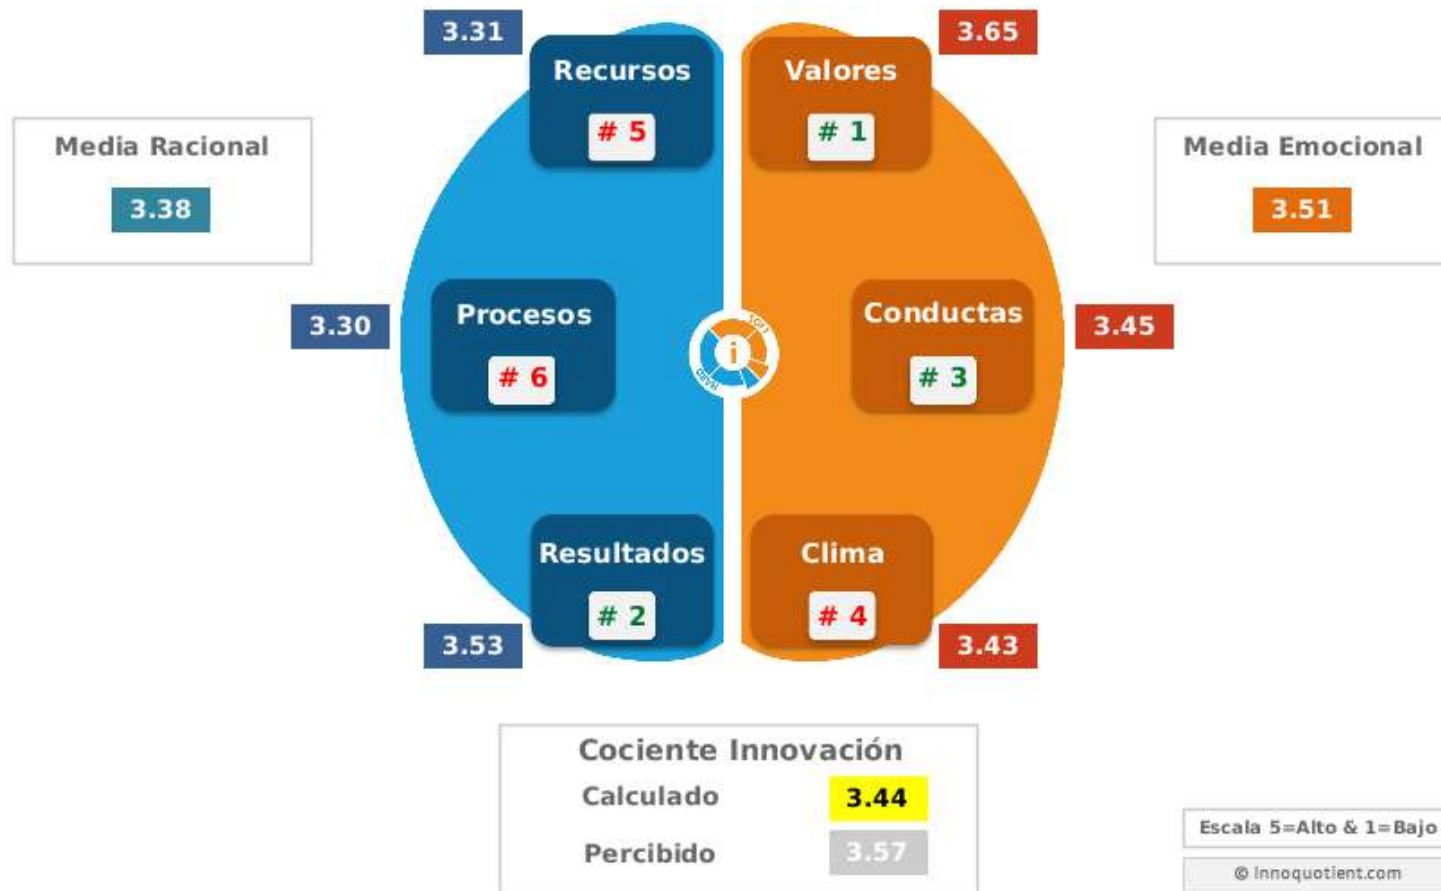 3.31
3.65
Recursos
Valores
# 5
# 1
Media Racional
Media Emocional
3.38
3.51
Procesos
Conductas
3.30
3.45
# 6
# 3
i
SOFT
HARD
Resultados
Clima
# 2
# 4
3.53
3.43
Cociente Innovación
Calculado 3.44
Percibido 3.57
Escala 5=Alto & 1=Bajo
© Innoquotient.com